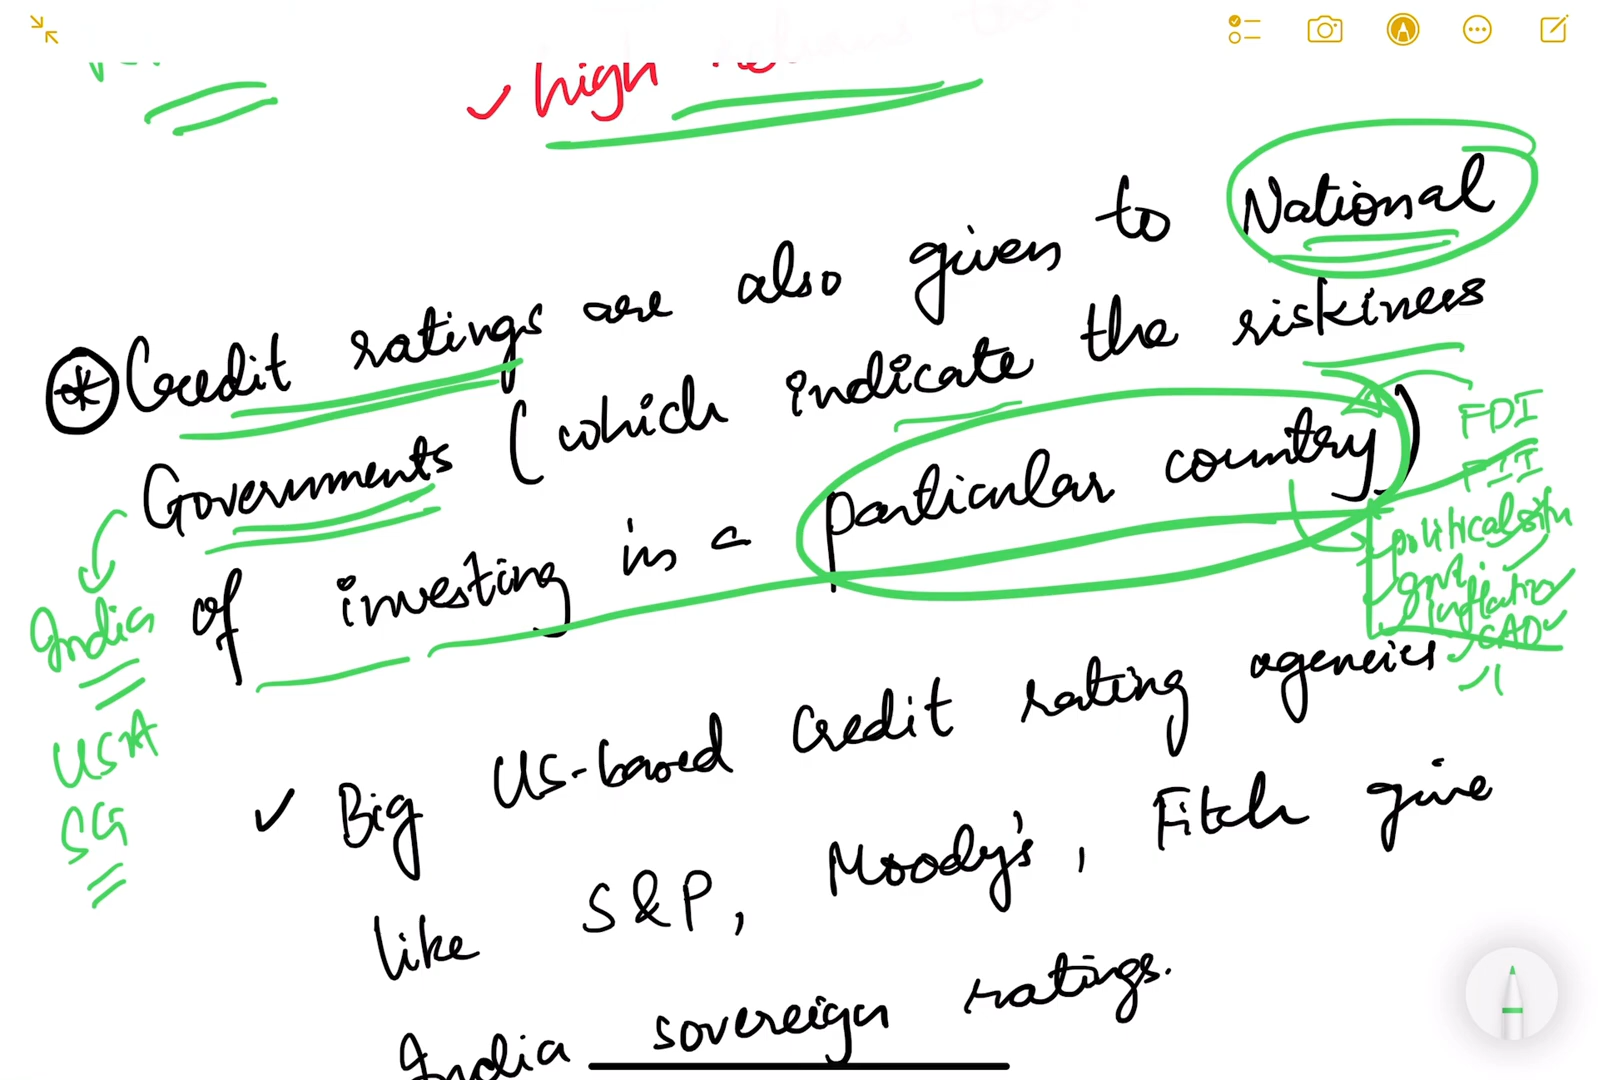 high
Credit ratings are also given to National
Governments (which indicate the riskiness
of investing in a particular country)
FDI
FII
political sitn
govt.
inflation
CAD
India
USA
SG
Big US-based credit rating agencies
like S&P, Moody's, Fitch give
India sovereign ratings.